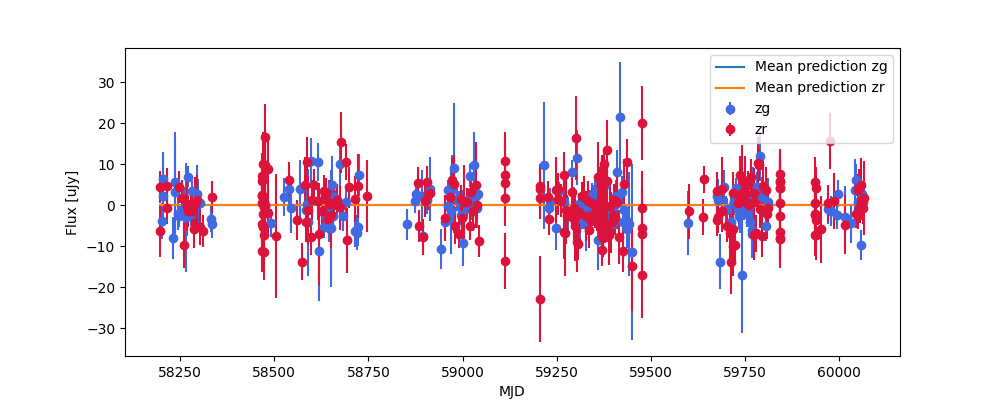 Mean prediction zg
Mean prediction zr
zg
zr
Flux [uJy]
30
20
10
0
−10
−20
−30
58250
58500
58750
59000
59250
59500
59750
60000
MJD